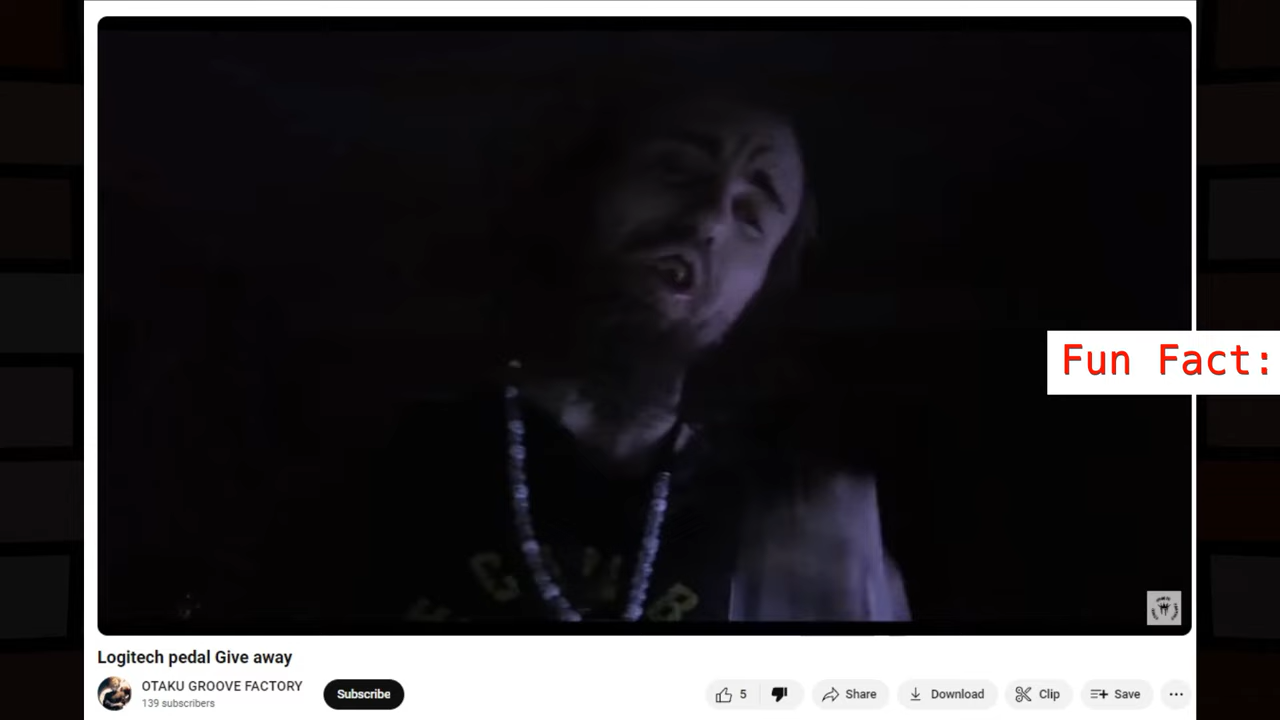 Fun Fact:
Logitech pedal Give away
OTAKU GROOVE FACTORY
139 subscribers
Subscribe
5
Share
Download
Clip
Save